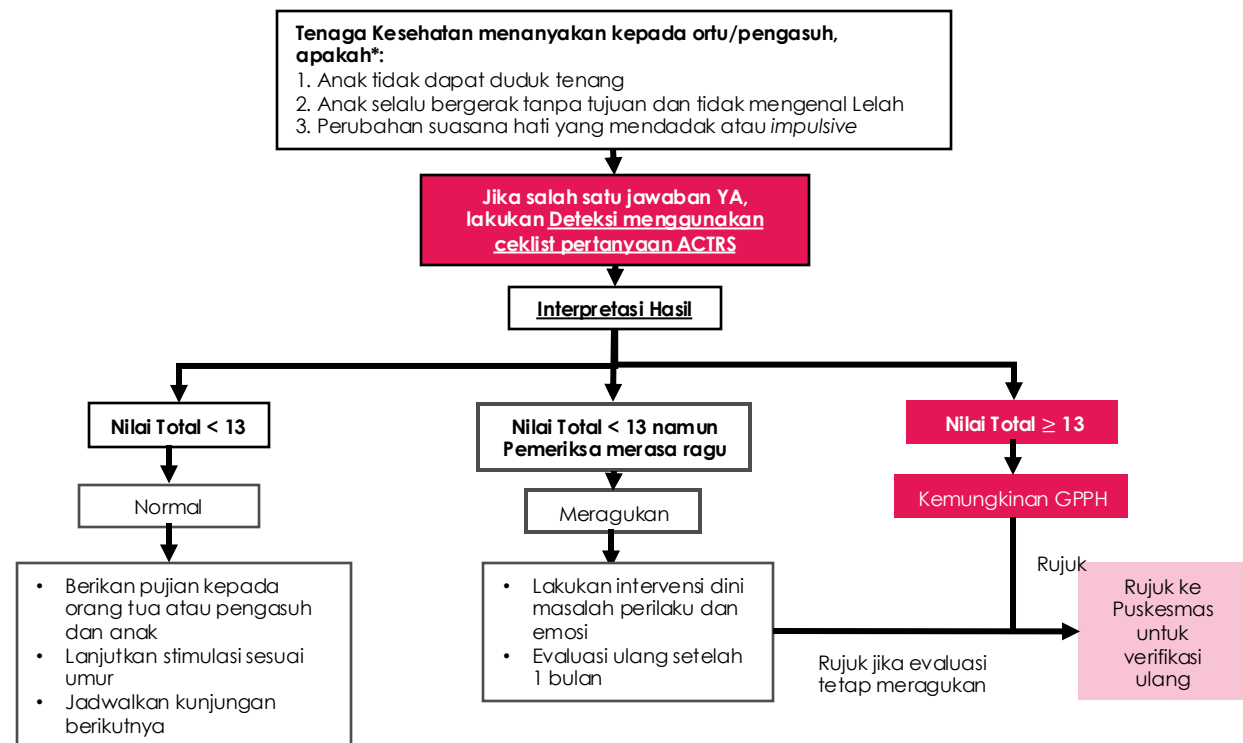 Tenaga Kesehatan menanyakan kepada ortu/pengasuh,
apakah*:
1. Anak tidak dapat duduk tenang
2. Anak selalu bergerak tanpa tujuan dan tidak mengenal Lelah
3. Perubahan suasana hati yang mendadak atau impulsive
Jika salah satu jawaban YA,
lakukan Deteksi menggunakan
ceklist pertanyaan ACTRS
Interpretasi Hasil
Nilai Total < 13
Normal
• Berikan pujian kepada
orang tua atau pengasuh
dan anak
• Lanjutkan stimulasi sesuai
umur
• Jadwalkan kunjungan
berikutnya
Nilai Total < 13 namun
Pemeriksa merasa ragu
Meragukan
• Lakukan intervensi dini
masalah perilaku dan
emosi
• Evaluasi ulang setelah
1 bulan
Rujuk jika evaluasi
tetap meragukan
Nilai Total ≥ 13
Kemungkinan GPPH
Rujuk
Rujuk ke
Puskesmas
untuk
verifikasi
ulang